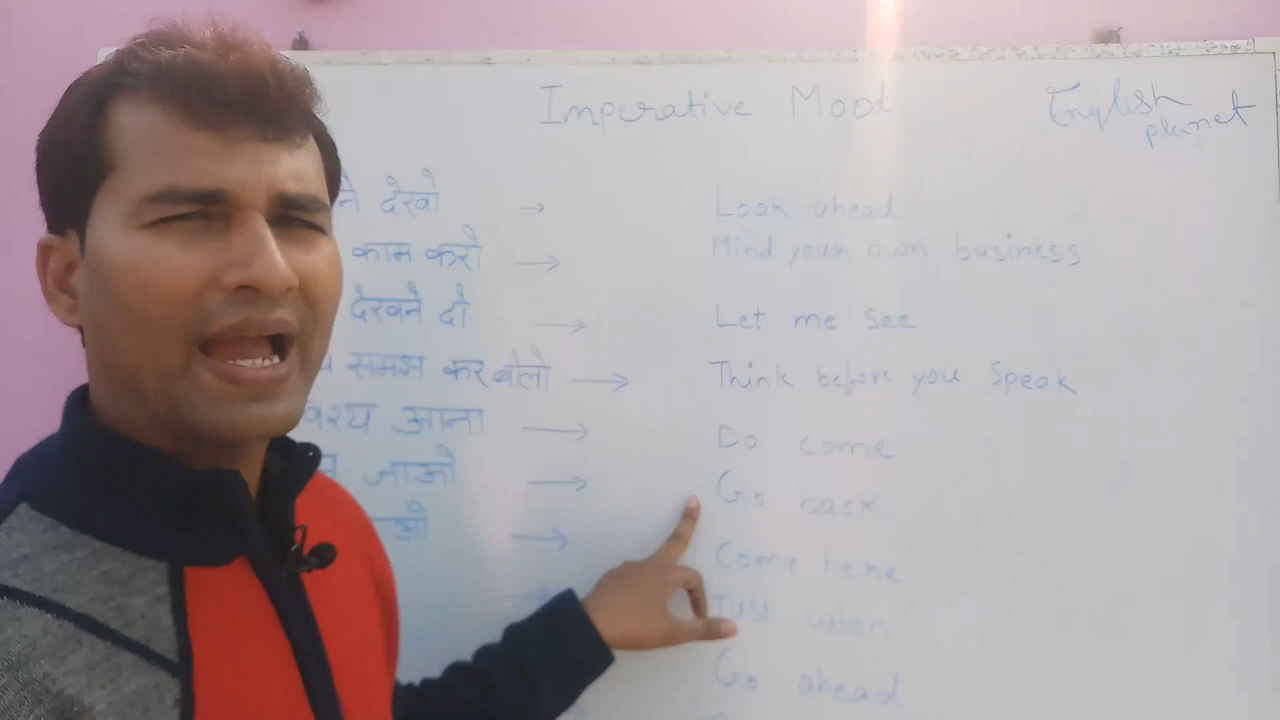 Imperative Mood English planet
ने देखो → Look ahead
काम करो → Mind your own business
देखने दो → Let me see
समझ कर बोलो → Think before you Speak
वश्य आना → Do come
जाओ → Go back
ओ → Come here
Just
Go ahead